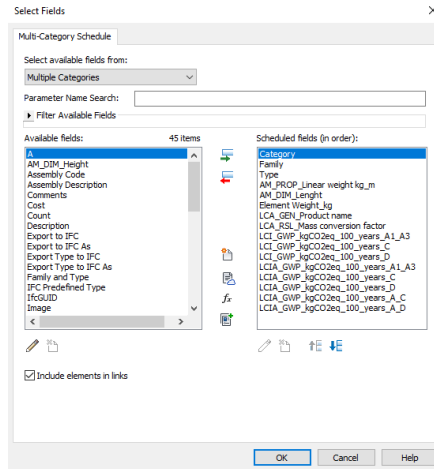 Select Fields
Multi-Category Schedule
Select available fields from:
Multiple Categories
Parameter Name Search:
Filter Available Fields
Available fields: 45 items
A
AM_DIM_Height
Assembly Code
Assembly Description
Comments
Cost
Count
Description
Export to IFC
Export to IFC As
Export Type to IFC
Export Type to IFC As
Family and Type
IFC Predefined Type
IfcGUID
Image
fx
Scheduled fields (in order):
Category
Family
Type
AM_PROP_Linear weight kg_m
AM_DIM_Lenght
Element Weight_kg
LCA_GEN_Product name
LCA_RSL_Mass conversion factor
LCI_GWP_kgCO2eq_100_years_A1_A3
LCI_GWP_kgCO2eq_100_years_C
LCI_GWP_kgCO2eq_100_years_D
LCIA_GWP_kgCO2eq_100_years_A1_A3
LCIA_GWP_kgCO2eq_100_years_C
LCIA_GWP_kgCO2eq_100_years_D
LCIA_GWP_kgCO2eq_100_years_A_C
LCIA_GWP_kgCO2eq_100_years_A_D
Include elements in links
OK Cancel Help